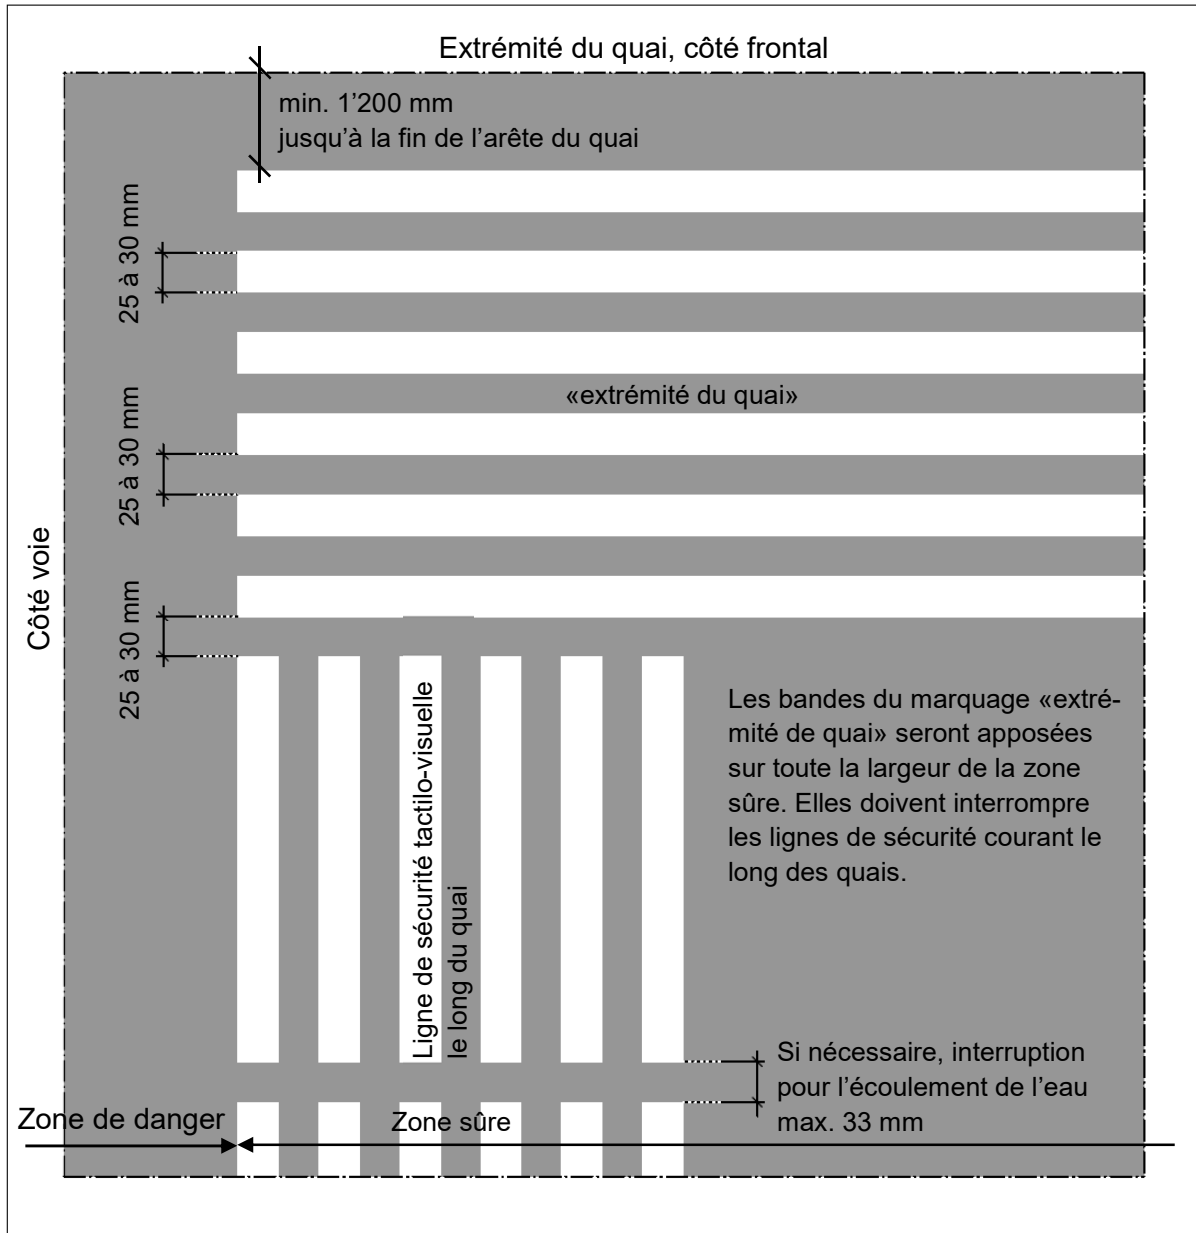 Extrémité du quai, côté frontal
min. 1’200 mm
jusqu’à la fin de l’arête du quai
25 à 30 mm
«extrémité du quai»
25 à 30 mm
Côté voie
25 à 30 mm
Ligne de sécurité tactilo-visuelle
le long du quai
Les bandes du marquage «extré-
mité de quai» seront apposées
sur toute la largeur de la zone
sûre. Elles doivent interrompre
les lignes de sécurité courant le
long des quais.
Si nécessaire, interruption
pour l’écoulement de l’eau
max. 33 mm
Zone de danger
Zone sûre